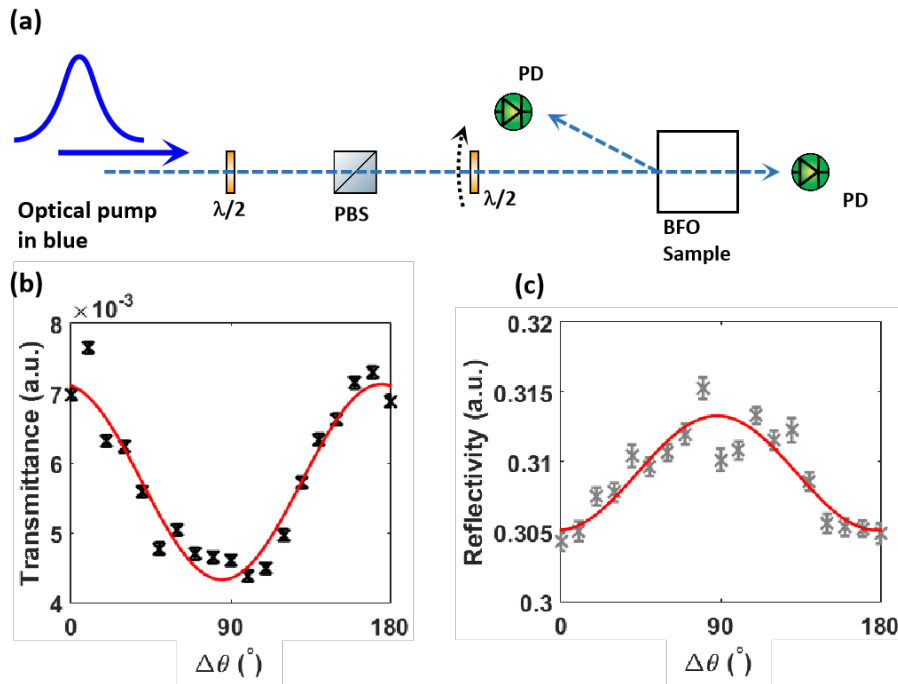 (a)
PD
λ/2
PBS
λ/2
PD
Optical pump
in blue
BFO
Sample
(b)
× 10⁻³
8
7
6
5
4
Transmittance (a.u.)
0
90
180
Δθ (°)
(c)
0.32
0.315
0.31
0.305
0.3
Reflectivity (a.u.)
0
90
180
Δθ (°)